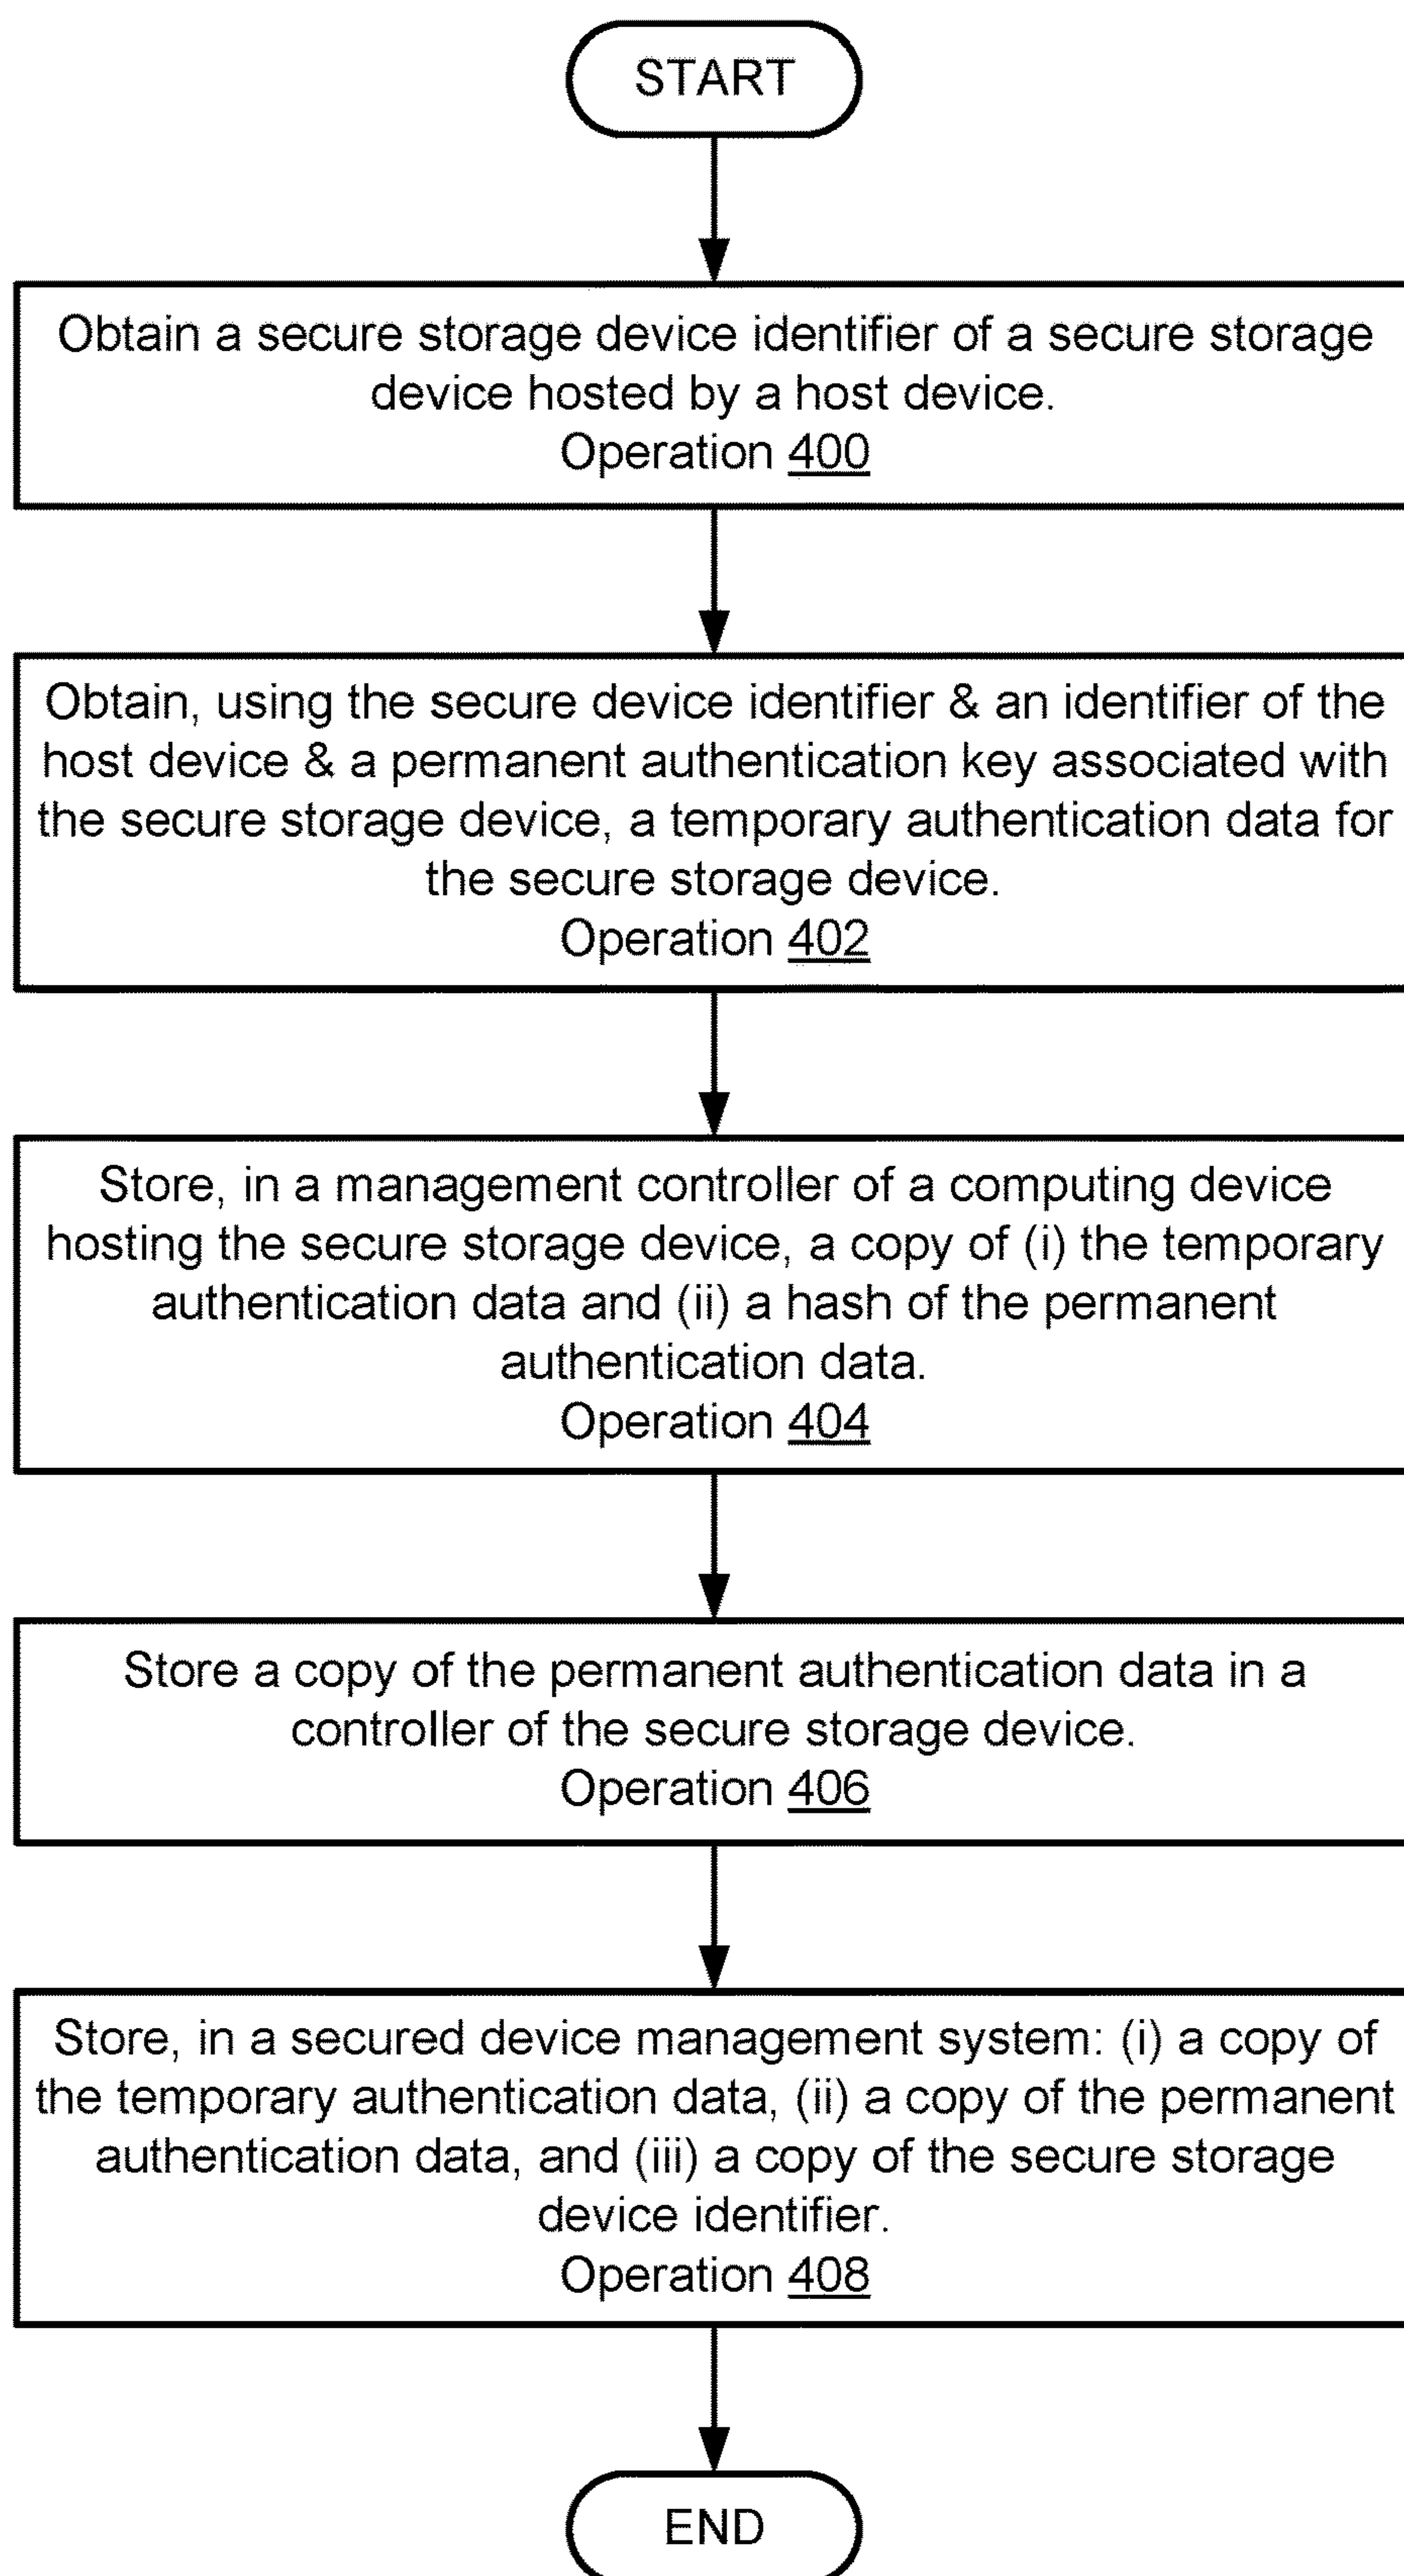 START
Obtain a secure storage device identifier of a secure storage
device hosted by a host device.
Operation 400
Obtain, using the secure device identifier & an identifier of the
host device & a permanent authentication key associated with
the secure storage device, a temporary authentication data for
the secure storage device.
Operation 402
Store, in a management controller of a computing device
hosting the secure storage device, a copy of (i) the temporary
authentication data and (ii) a hash of the permanent
authentication data.
Operation 404
Store a copy of the permanent authentication data in a
controller of the secure storage device.
Operation 406
Store, in a secured device management system: (i) a copy of
the temporary authentication data, (ii) a copy of the permanent
authentication data, and (iii) a copy of the secure storage
device identifier.
Operation 408
END